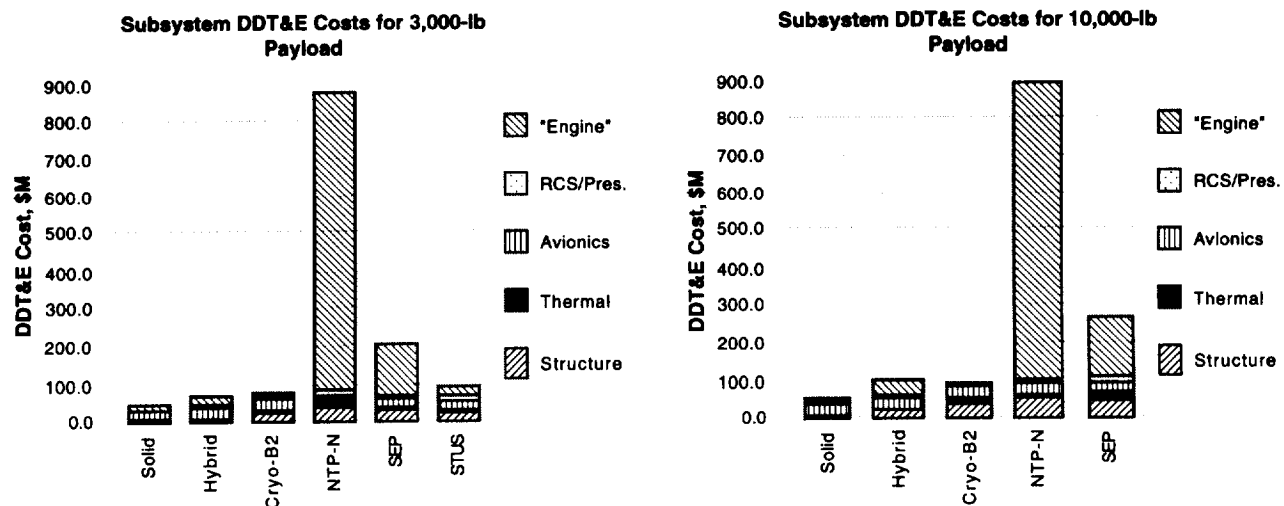 Subsystem DDT&E Costs for 3,000-lb
Payload
DDT&E Cost, $M
900.0
800.0
700.0
600.0
500.0
400.0
300.0
200.0
100.0
0.0
Solid
Hybrid
Cryo-B2
NTP-N
SEP
STUS
"Engine"
RCS/Pres.
Avionics
Thermal
Structure
Subsystem DDT&E Costs for 10,000-lb
Payload
DDT&E Cost, $M
900.0
800.0
700.0
600.0
500.0
400.0
300.0
200.0
100.0
0.0
Solid
Hybrid
Cryo-B2
NTP-N
SEP
"Engine"
RCS/Pres.
Avionics
Thermal
Structure